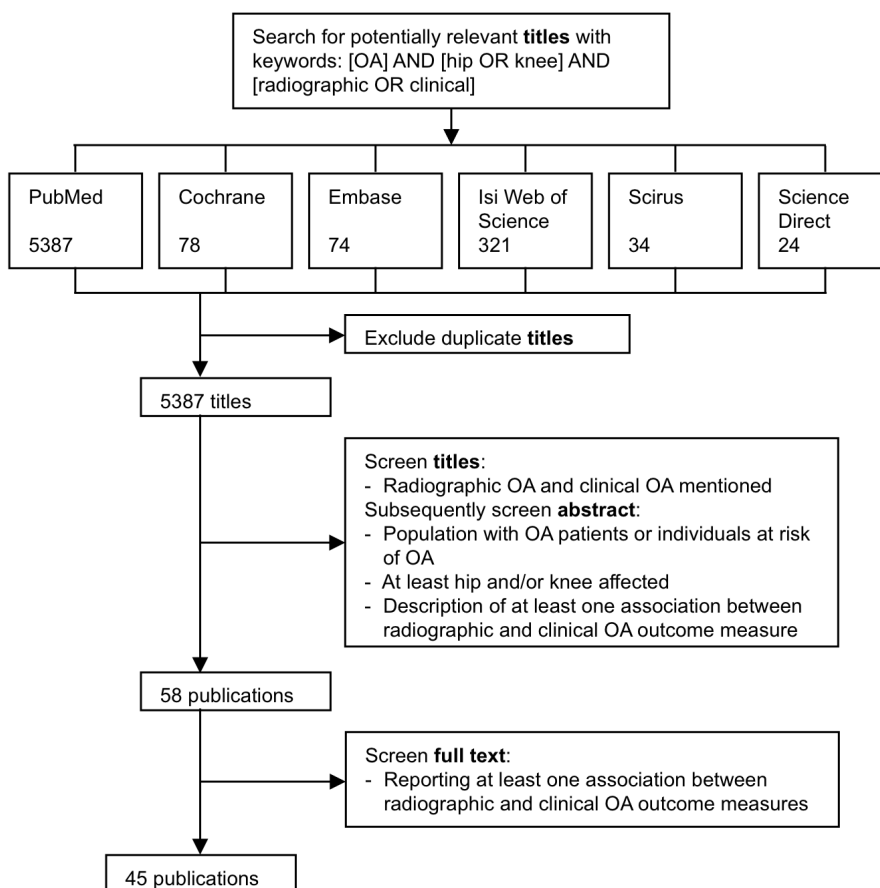 Search for potentially relevant titles with
keywords: [OA] AND [hip OR knee] AND
[radiographic OR clinical]
PubMed
5387
Cochrane
78
Embase
74
Isi Web of
Science
321
Scirus
34
Science
Direct
24
Exclude duplicate titles
5387 titles
Screen titles:
- Radiographic OA and clinical OA mentioned
Subsequently screen abstract:
- Population with OA patients or individuals at risk
of OA
- At least hip and/or knee affected
- Description of at least one association between
radiographic and clinical OA outcome measure
58 publications
Screen full text:
- Reporting at least one association between
radiographic and clinical OA outcome measures
45 publications